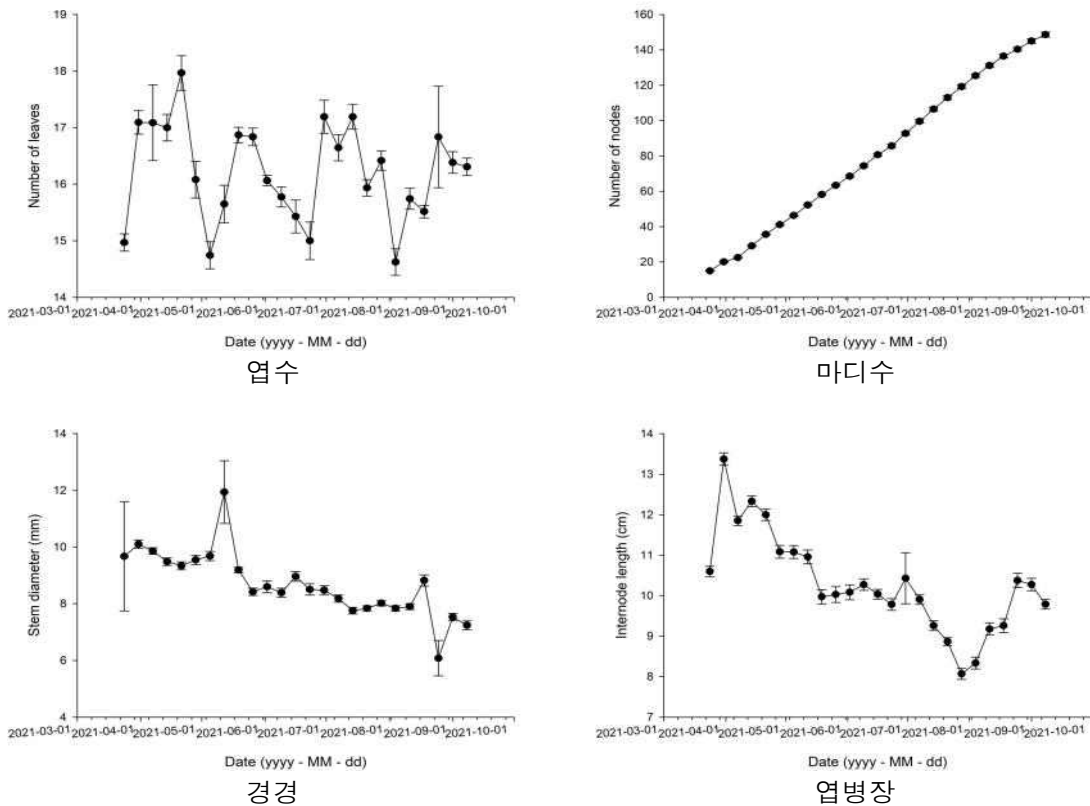 19
18
17
16
15
14
Number of leaves
2021-03-01 2021-04-01 2021-05-01 2021-06-01 2021-07-01 2021-08-01 2021-09-01 2021-10-01
Date (yyyy - MM - dd)
엽수
160
140
120
100
80
60
40
20
0
Number of nodes
2021-03-01 2021-04-01 2021-05-01 2021-06-01 2021-07-01 2021-08-01 2021-09-01 2021-10-01
Date (yyyy - MM - dd)
마디수
14
12
10
8
6
4
Stem diameter (mm)
2021-03-01 2021-04-01 2021-05-01 2021-06-01 2021-07-01 2021-08-01 2021-09-01 2021-10-01
Date (yyyy - MM - dd)
경경
14
13
12
11
10
9
8
7
Internode length (cm)
2021-03-01 2021-04-01 2021-05-01 2021-06-01 2021-07-01 2021-08-01 2021-09-01 2021-10-01
Date (yyyy - MM - dd)
엽병장